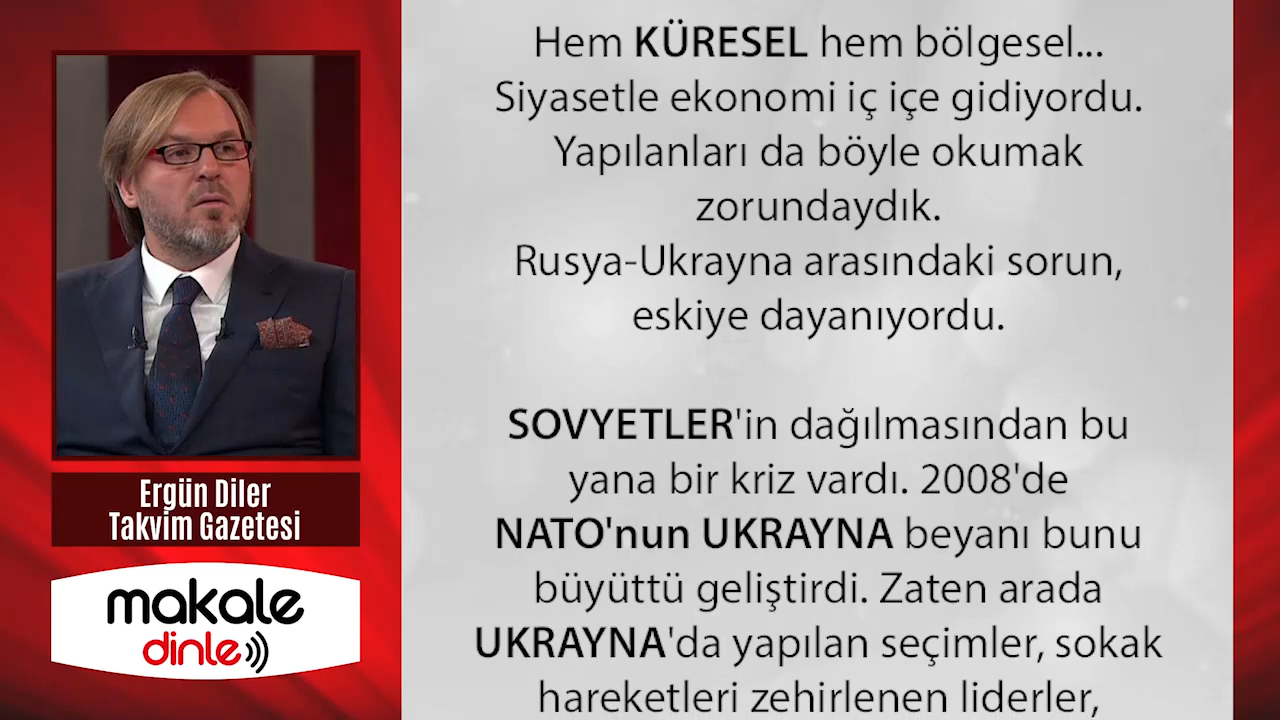 Hem KÜRESEL hem bölgesel...
Siyasetle ekonomi iç içe gidiyordu.
Yapılanları da böyle okumak
zorundaydık.
Rusya-Ukrayna arasındaki sorun,
eskiye dayanıyordu.
SOVYETLER'in dağılmasından bu
yana bir kriz vardı. 2008'de
NATO'nun UKRAYNA beyanı bunu
büyüttü geliştirdi. Zaten arada
UKRAYNA'da yapılan seçimler, sokak
hareketleri zehirlenen liderler,
Ergün Diler
Takvim Gazetesi
makale
dinle